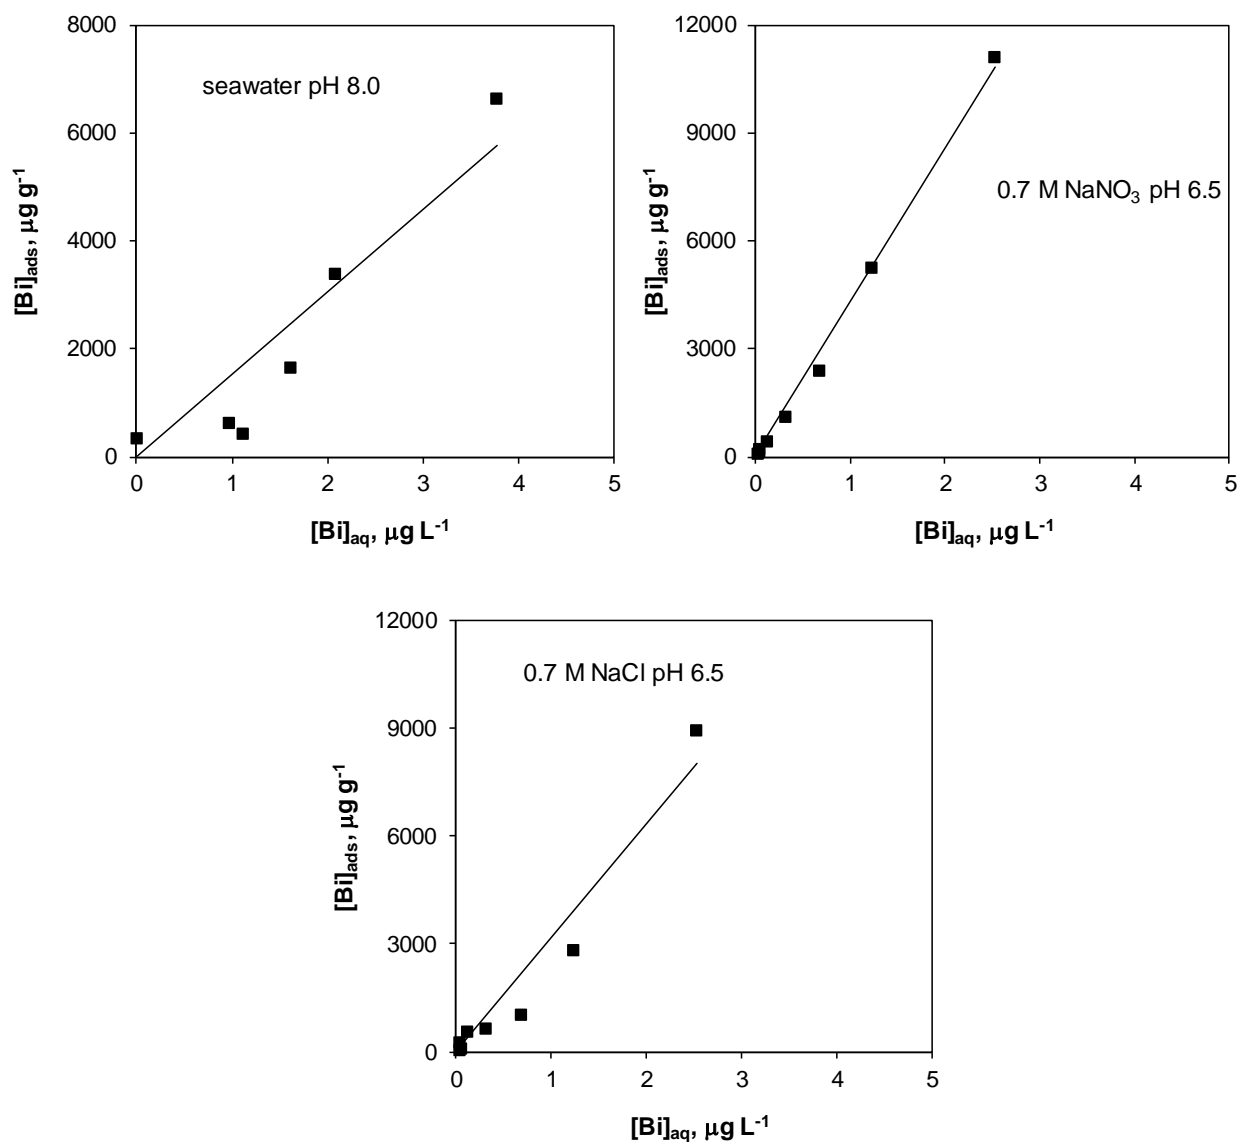 8000
6000
4000
2000
0
[Bi]ads, μg g-1
seawater pH 8.0
0 1 2 3 4 5
[Bi]aq, μg L-1
12000
9000
6000
3000
0
[Bi]ads, μg g-1
0.7 M NaNO3 pH 6.5
0 1 2 3 4 5
[Bi]aq, μg L-1
12000
9000
6000
3000
0
[Bi]ads, μg g-1
0.7 M NaCl pH 6.5
0 1 2 3 4 5
[Bi]aq, μg L-1